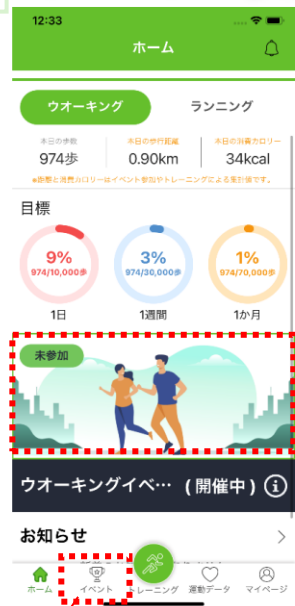 12:33
ホーム
ウオーキング
ランニング
本日の歩数
本日の歩行距離
本日の消費カロリー
974歩
0.90km
34kcal
※距離と消費カロリーはイベント参加やトレーニングによる集計値です。
目標
9%
974/10,000歩
3%
974/30,000歩
1%
974/70,000歩
1日
1週間
1か月
未参加
ウオーキングイベ… (開催中)
お知らせ
ホーム
イベント
トレーニング
運動データ
マイページ